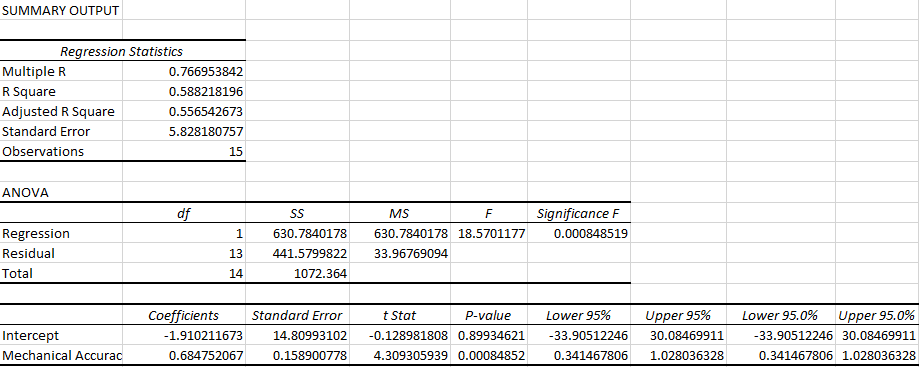 SUMMARY OUTPUT
Regression Statistics
Multiple R 0.766953842
R Square 0.588218196
Adjusted R Square 0.556542673
Standard Error 5.828180757
Observations 15
ANOVA
df SS MS F Significance F
Regression 1 630.7840178 630.7840178 18.5701177 0.000848519
Residual 13 441.5799822 33.96769094
Total 14 1072.364
Coefficients Standard Error t Stat P-value Lower 95% Upper 95% Lower 95.0% Upper 95.0%
Intercept -1.910211673 14.80993102 -0.128981808 0.89934621 -33.90512246 30.08469911 -33.90512246 30.08469911
Mechanical Accurac 0.684752067 0.158900778 4.309305939 0.00084852 0.341467806 1.028036328 0.341467806 1.028036328